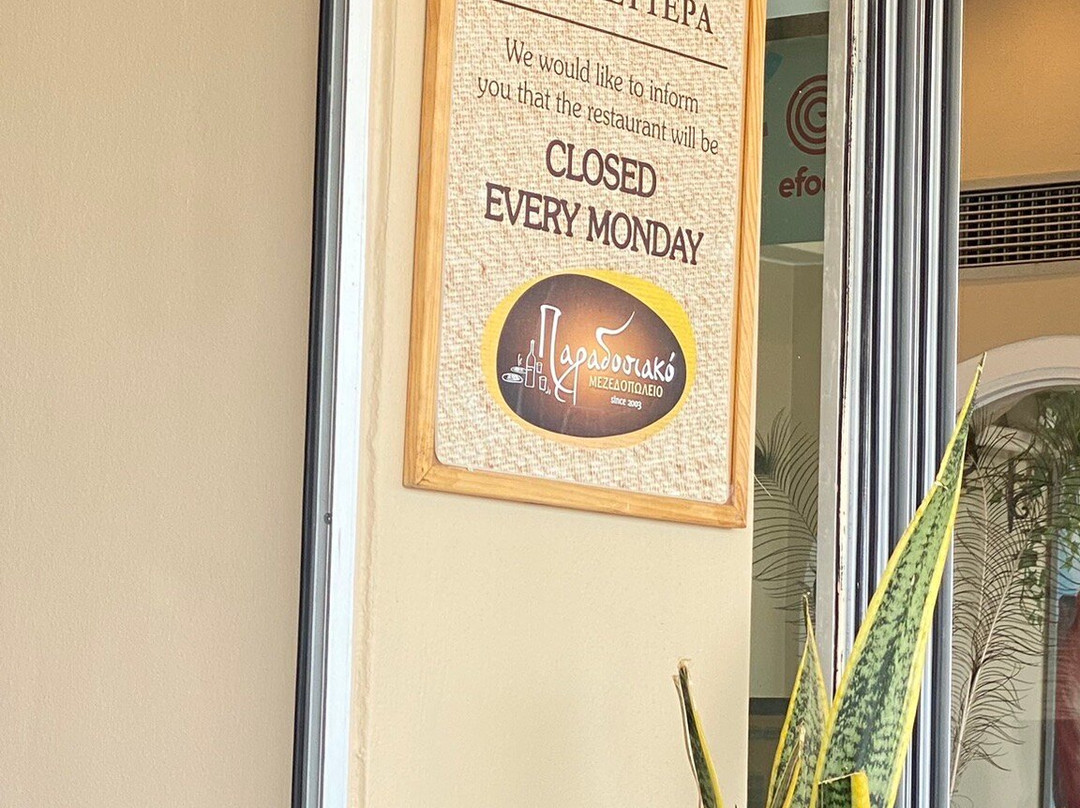 We would like to inform
you that the restaurant will be
CLOSED
EVERY MONDAY
Παραδοσιακό
ΜΕΖΕΔΟΠΩΛΕΙΟ
since 2003